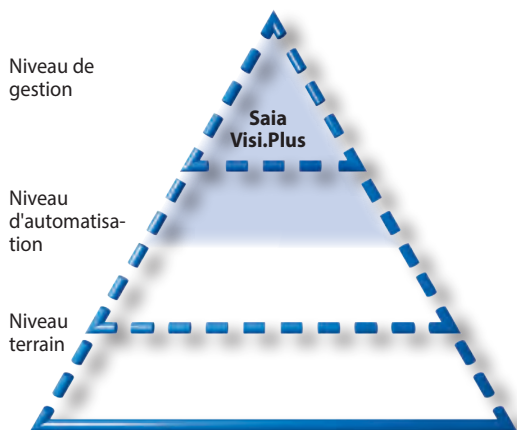 Niveau de
gestion
Saia
Visi.Plus
Niveau
d'automatisa-
tion
Niveau
terrain